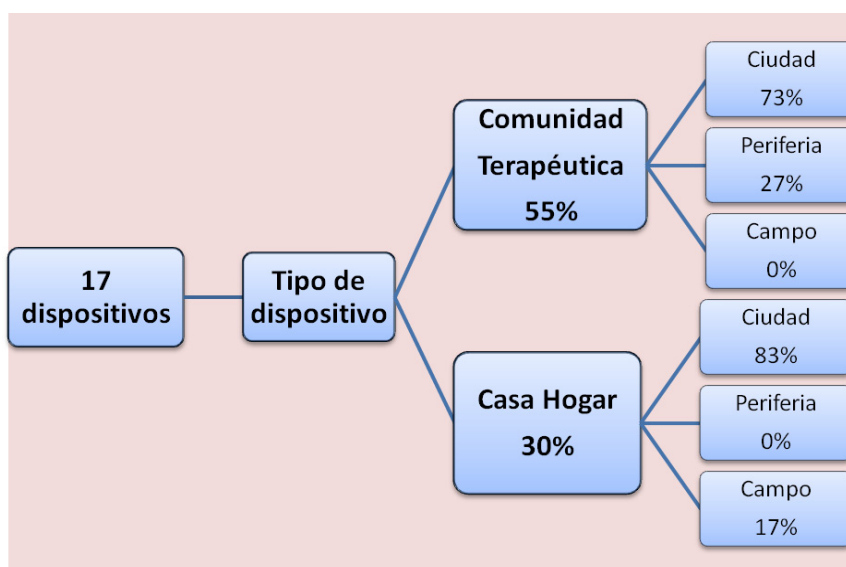 17
dispositivos
Tipo de
dispositivo
Comunidad
Terapéutica
55%
Ciudad
73%
Periferia
27%
Campo
0%
Casa Hogar
30%
Ciudad
83%
Periferia
0%
Campo
17%